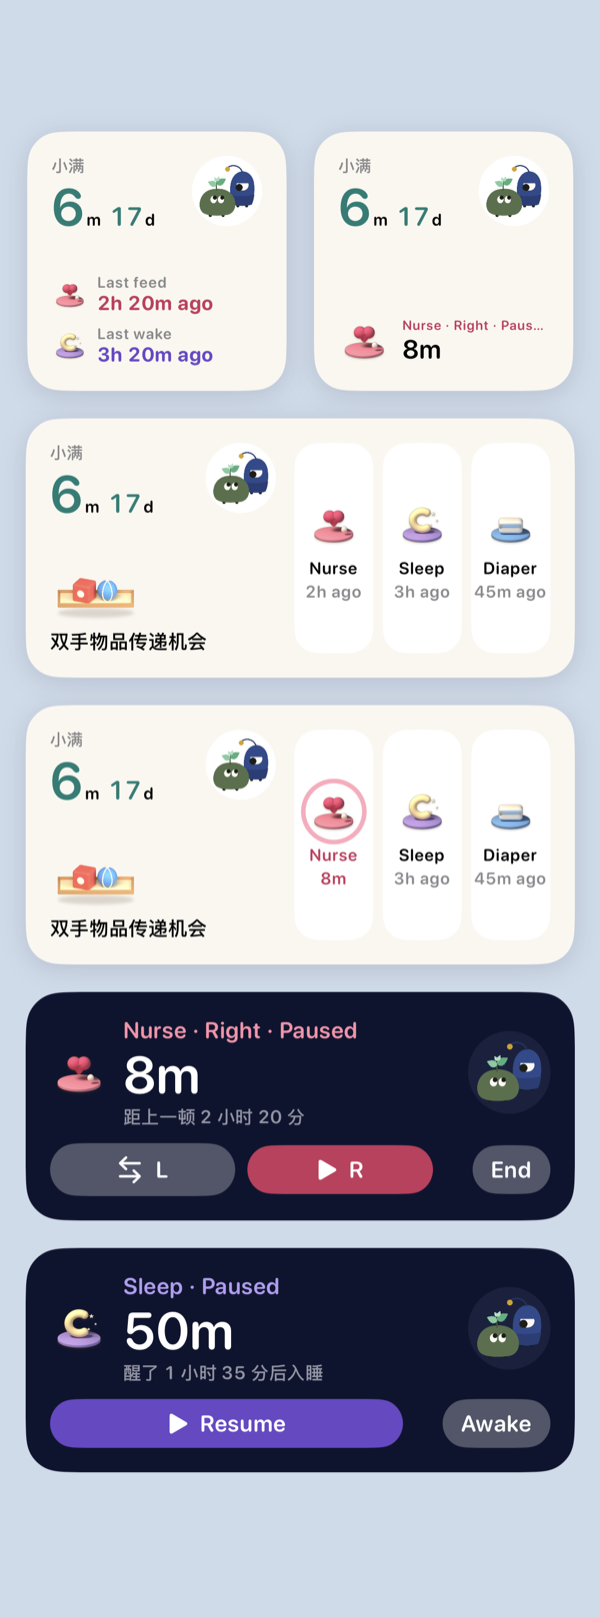 小满
6m 17d
Last feed
2h 20m ago
Last wake
3h 20m ago
小满
6m 17d
Nurse · Right · Paus...
8m
小满
6m 17d
双手物品传递机会
Nurse
2h ago
Sleep
3h ago
Diaper
45m ago
小满
6m 17d
双手物品传递机会
Nurse
8m
Sleep
3h ago
Diaper
45m ago
Nurse · Right · Paused
8m
距上一顿 2 小时 20 分
L
R
End
Sleep · Paused
50m
醒了 1 小时 35 分后入睡
Resume
Awake